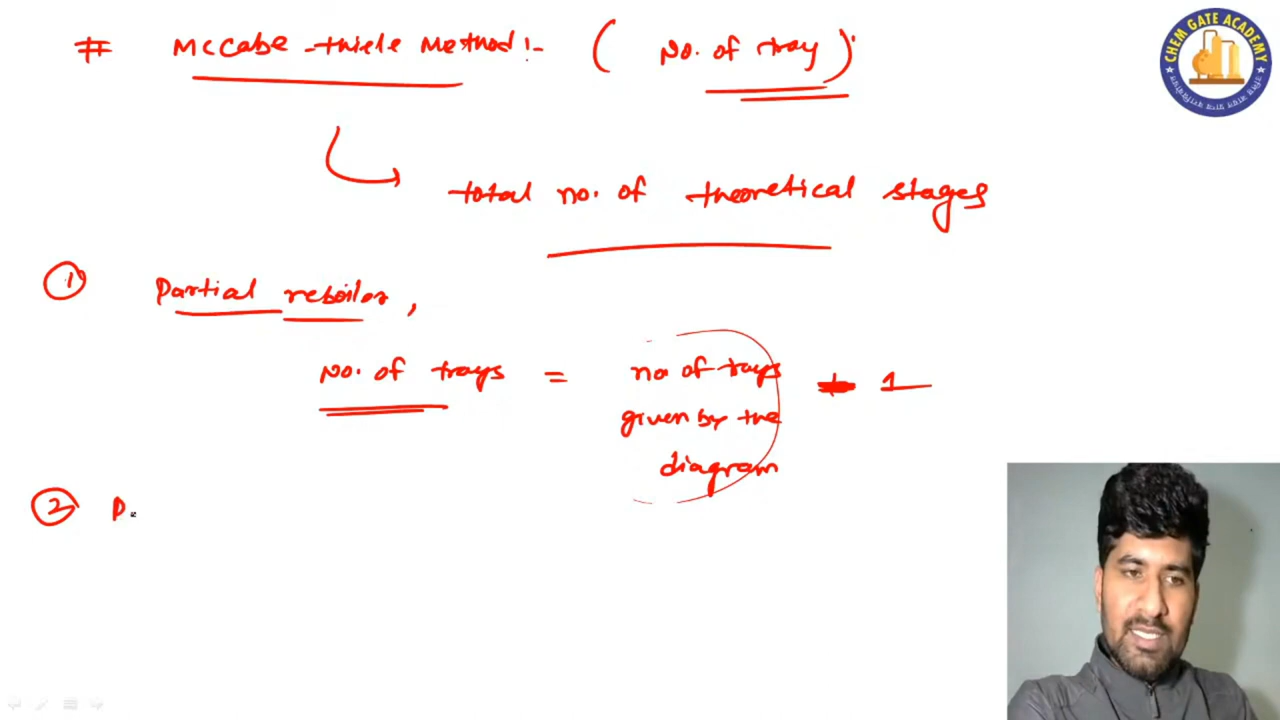 # McCabe-thiele Method:- (No. of tray)
CHEM GATE ACADEMY
total no. of theoretical stages
① Partial reboiler,
No. of trays = no of trays
given by the
diagram + 1
② P.